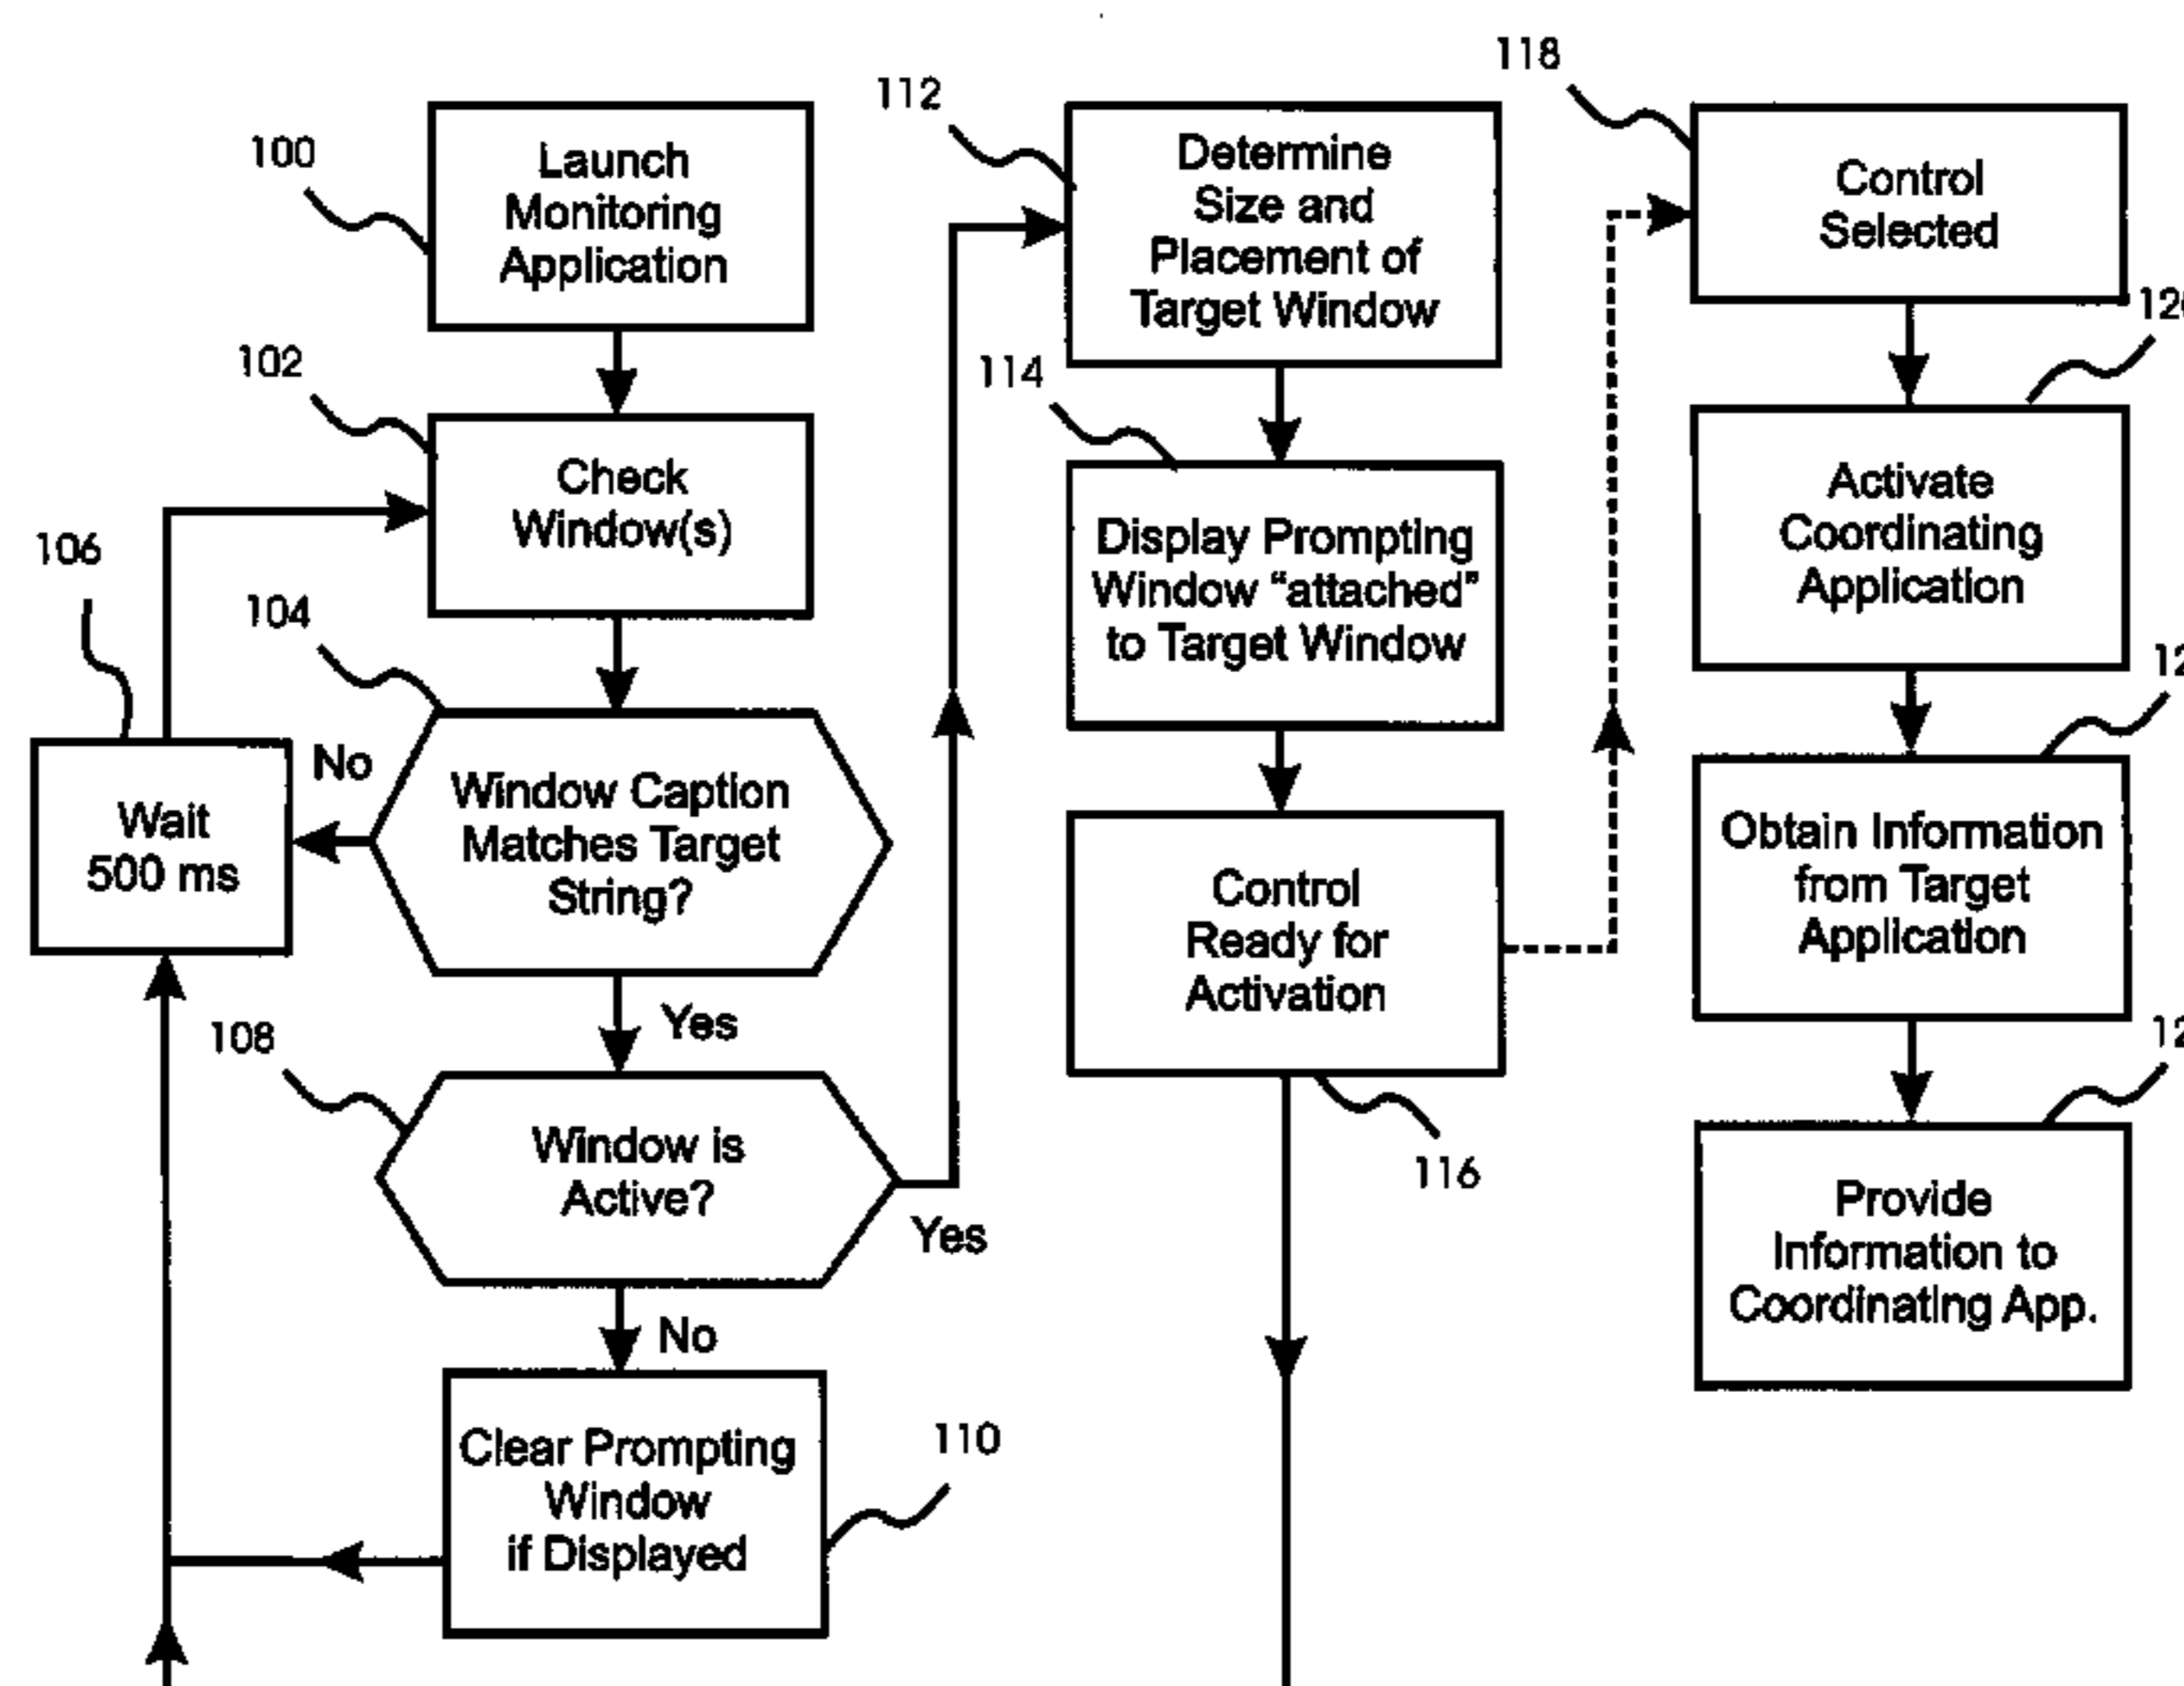 100
Launch
Monitoring
Application
102
Check
Window(s)
106
Wait
500 ms
104
No
Window Caption
Matches Target
String?
Yes
108
Window is
Active?
Yes
No
110
Clear Prompting
Window
if Displayed
112
Determine
Size and
Placement of
Target Window
114
Display Prompting
Window “attached”
to Target Window
Control
Ready for
Activation
116
118
Control
Selected
Activate
Coordinating
Application
Obtain Information
from Target
Application
Provide
Information to
Coordinating App.